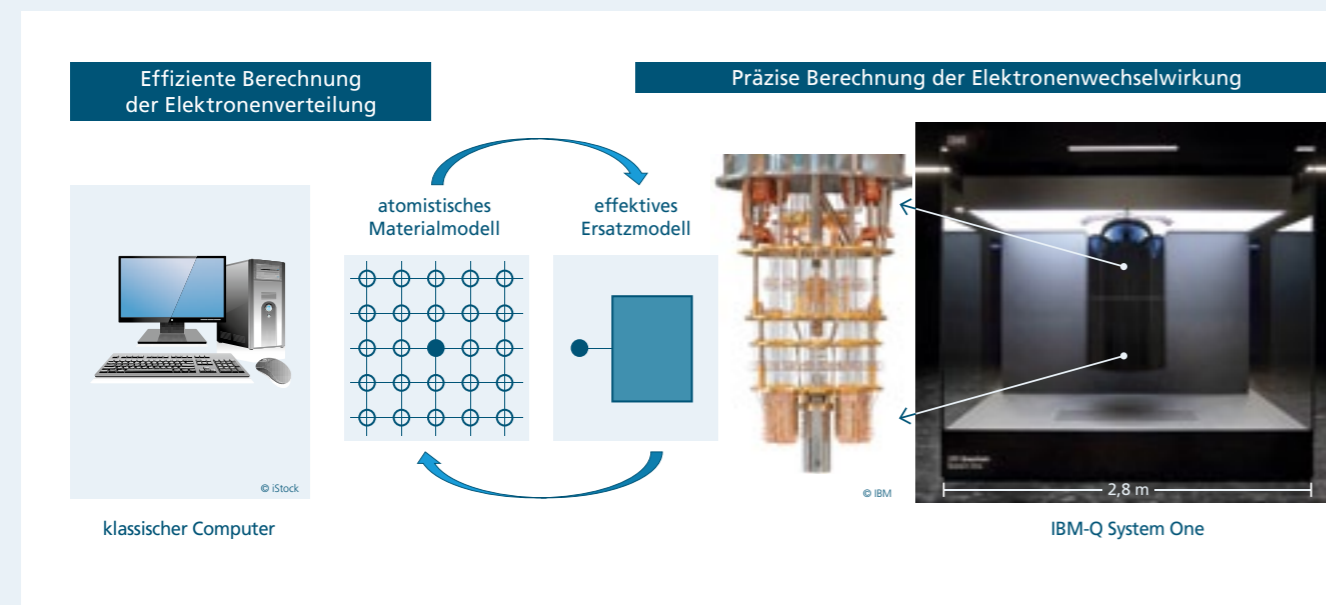 Effiziente Berechnung
der Elektronenverteilung
Präzise Berechnung der Elektronenwechselwirkung
atomistisches
Materialmodell
effektives
Ersatzmodell
© iStock
© IBM
2,8 m
klassischer Computer
IBM-Q System One